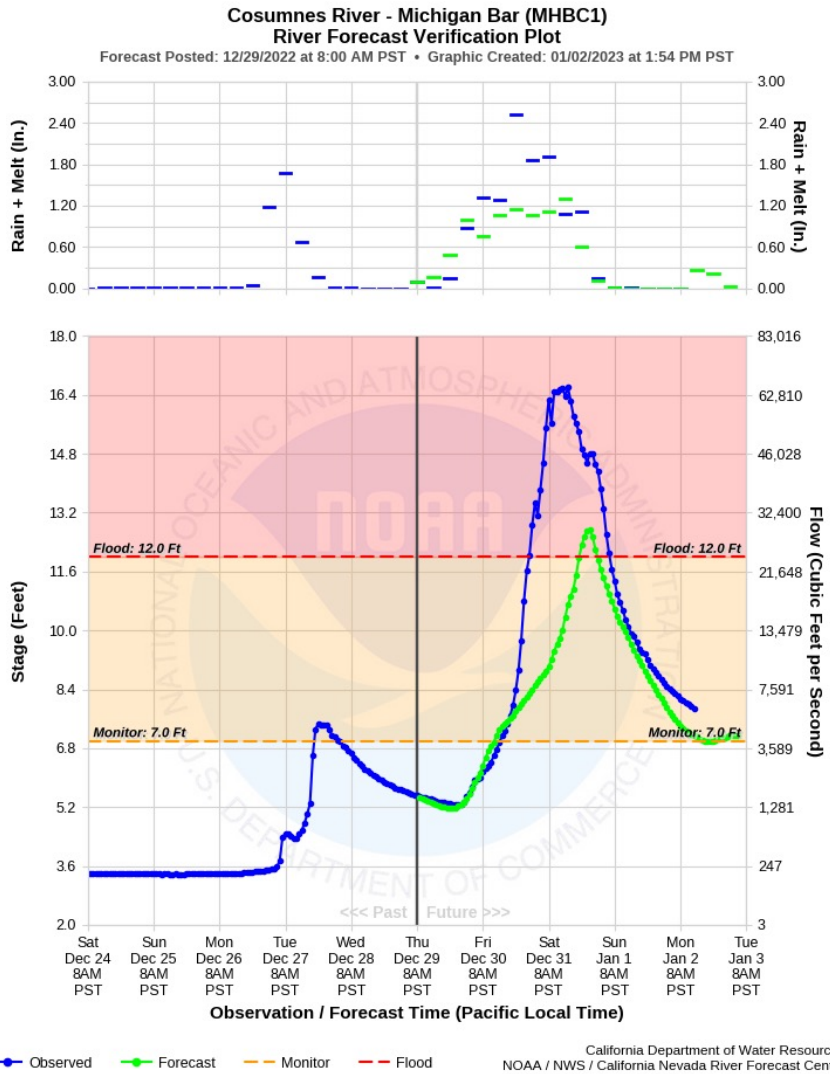 Cosumnes River - Michigan Bar (MHBC1)
River Forecast Verification Plot
Forecast Posted: 12/29/2022 at 8:00 AM PST • Graphic Created: 01/02/2023 at 1:54 PM PST
Rain + Melt (In.)
3.00
2.40
1.80
1.20
0.60
0.00
3.00
2.40
1.80
1.20
0.60
0.00
Rain + Melt (In.)
Stage (Feet)
18.0
16.4
14.8
13.2
11.6
10.0
8.4
6.8
5.2
3.6
2.0
83,016
62,810
46,028
32,400
21,648
13,479
7,591
3,589
1,281
247
3
Flow (Cubic Feet per Second)
NATIONAL OCEANIC AND ATMOSPHERIC ADMINISTRATION
NOAA
U.S. DEPARTMENT OF COMMERCE
Flood: 12.0 Ft
Flood: 12.0 Ft
Monitor: 7.0 Ft
Monitor: 7.0 Ft
<<< Past
Future >>>
Sat Sun Mon Tue Wed Thu Fri Sat Sun Mon Tue
Dec 24 Dec 25 Dec 26 Dec 27 Dec 28 Dec 29 Dec 30 Dec 31 Jan 1 Jan 2 Jan 3
8AM 8AM 8AM 8AM 8AM 8AM 8AM 8AM 8AM 8AM 8AM
PST PST PST PST PST PST PST PST PST PST PST
Observation / Forecast Time (Pacific Local Time)
Observed Forecast Monitor Flood
California Department of Water Resourc
NOAA / NWS / California Nevada River Forecast Cent